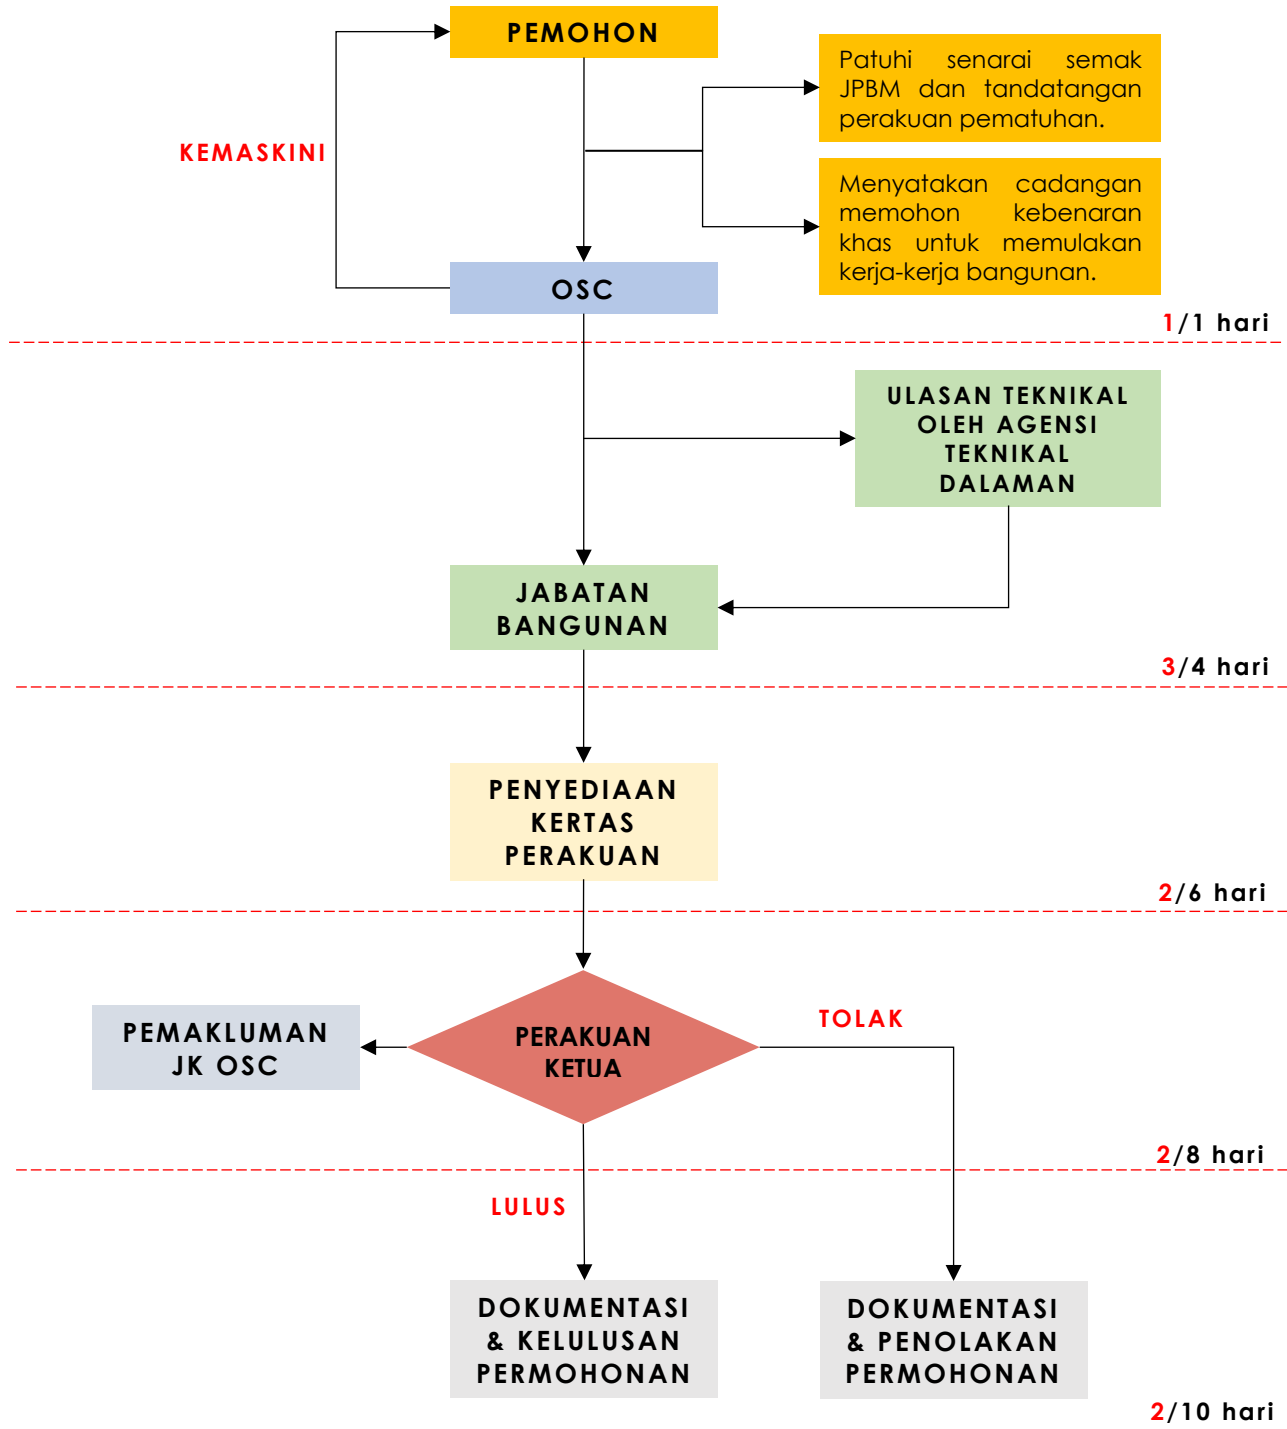 PEMOHON
Patuhi senarai semak
JPBM dan tandatangan
perakuan pematuhan.
KEMASKINI
Menyatakan cadangan
memohon kebenaran
khas untuk memulakan
kerja-kerja bangunan.
OSC
1/1 hari
ULASAN TEKNIKAL
OLEH AGENSI
TEKNIKAL
DALAMAN
JABATAN
BANGUNAN
3/4 hari
PENYEDIAAN
KERTAS
PERAKUAN
2/6 hari
PEMAKLUMAN
JK OSC
PERAKUAN
KETUA
TOLAK
2/8 hari
LULUS
DOKUMENTASI
& KELULUSAN
PERMOHONAN
DOKUMENTASI
& PENOLAKAN
PERMOHONAN
2/10 hari